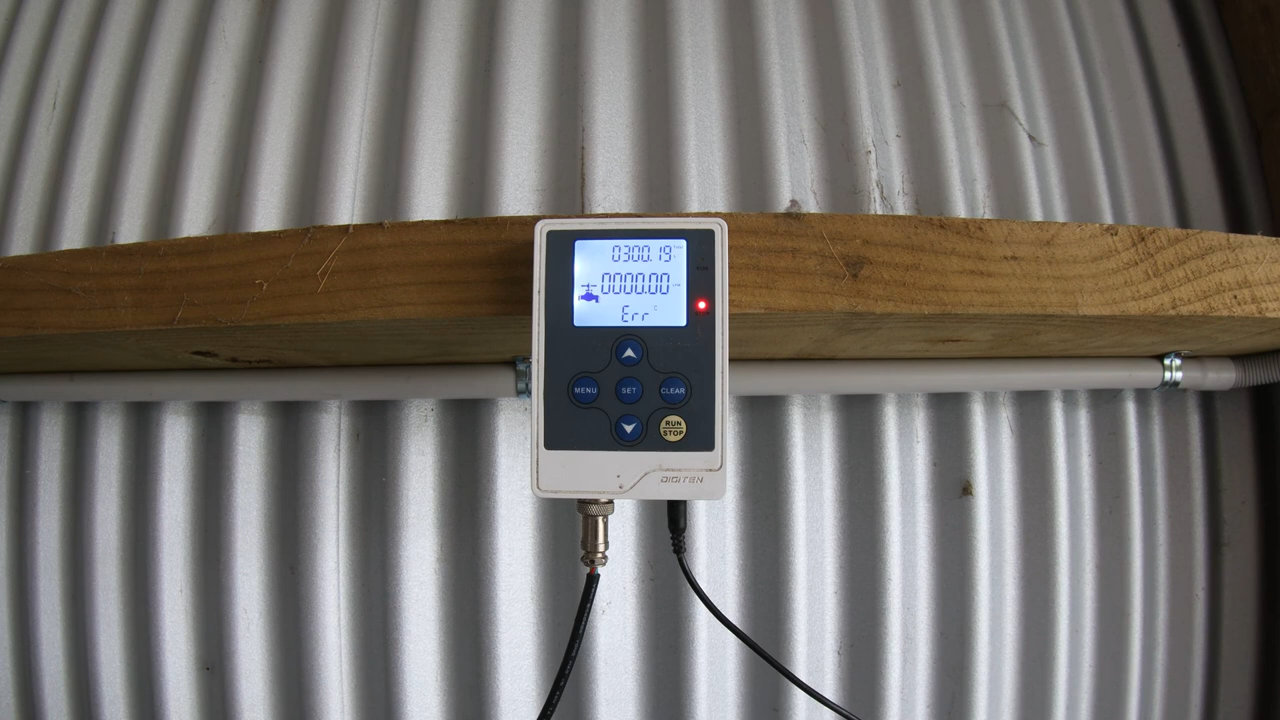 0300.19
0000.00
Err °C
MENU SET CLEAR
RUN
STOP
DIGITEN